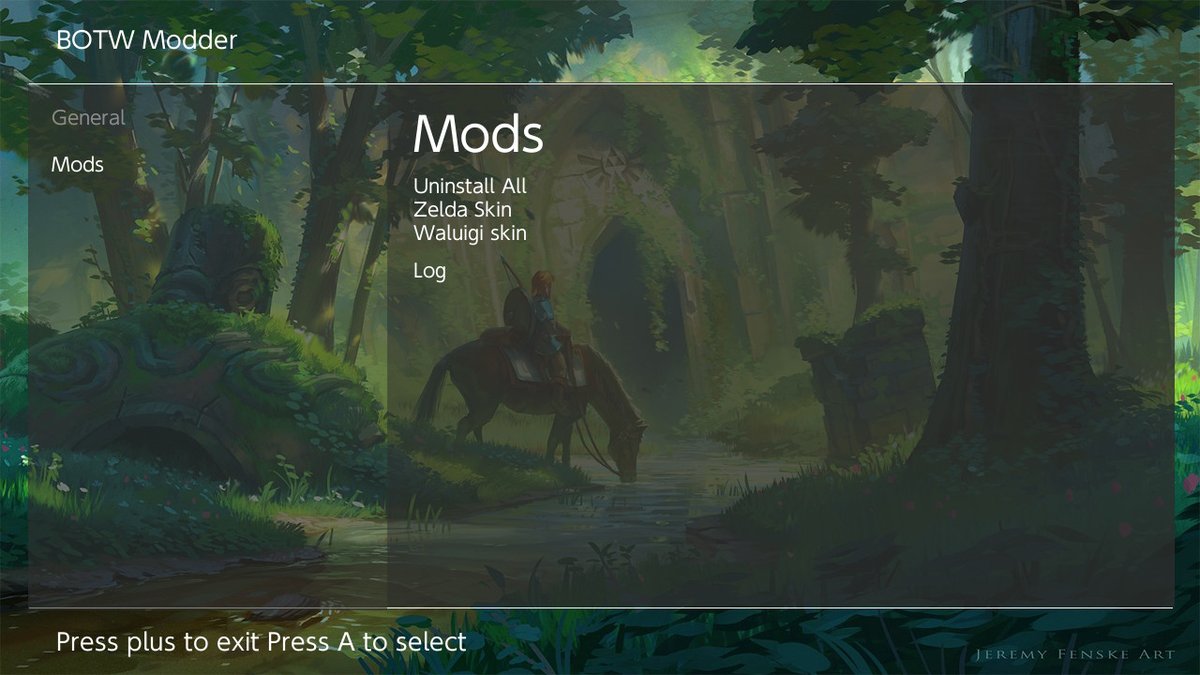 BOTW Modder
General
Mods
Mods
Uninstall All
Zelda Skin
Waluigi skin
Log
Press plus to exit Press A to select
Jeremy Fenske Art